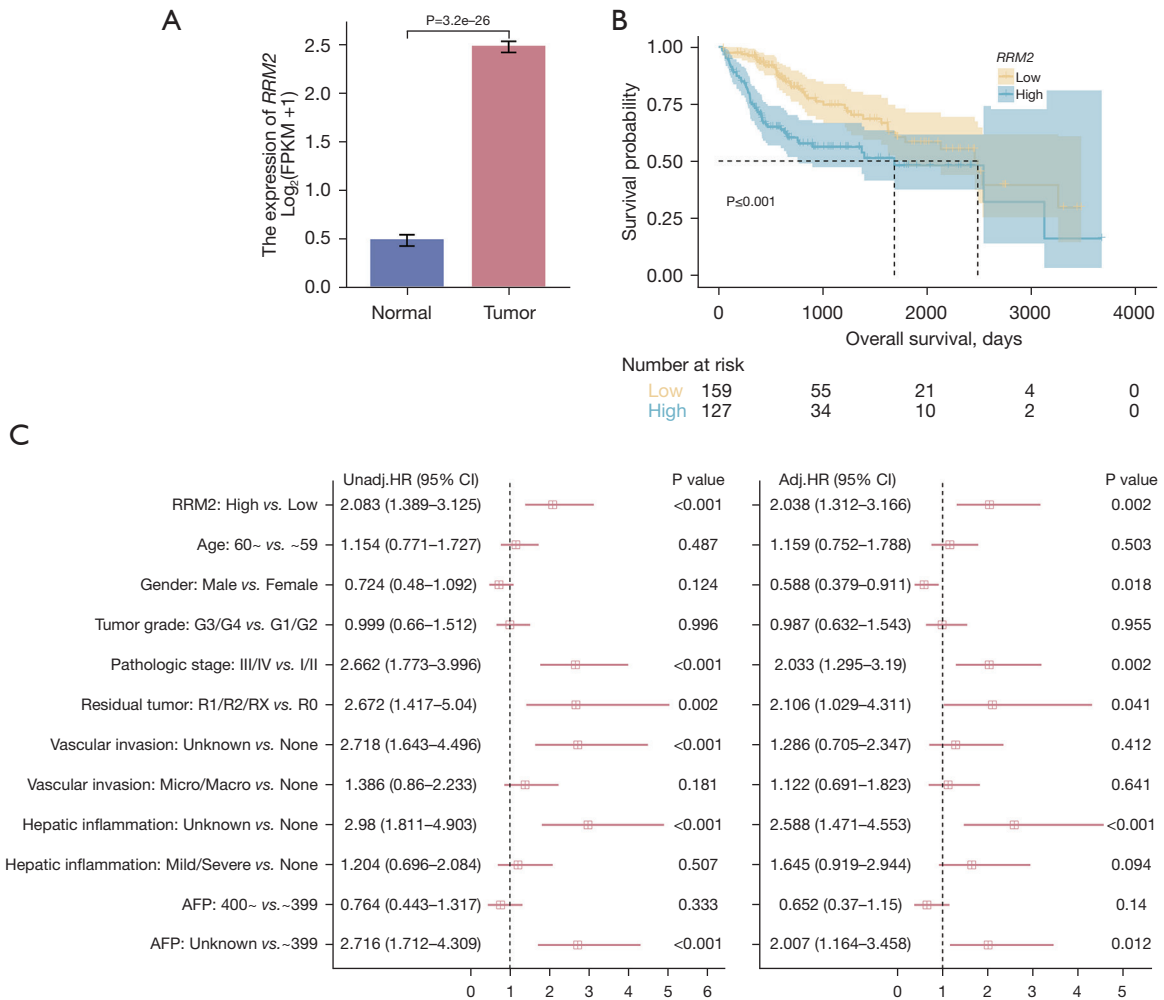 A
P=3.2e–26
The expression of RRM2
Log2(FPKM +1)
2.5
2.0
1.5
1.0
0.5
0.0
Normal Tumor
B
Survival probability
1.00
0.75
0.50
0.25
0.00
RRM2
Low
High
P≤0.001
0 1000 2000 3000 4000
Overall survival, days
Number at risk
Low 159 55 21 4 0
High 127 34 10 2 0
C
Unadj.HR (95% CI) P value Adj.HR (95% CI) P value
RRM2: High vs. Low 2.083 (1.389–3.125) <0.001 2.038 (1.312–3.166) 0.002
Age: 60~ vs. ~59 1.154 (0.771–1.727) 0.487 1.159 (0.752–1.788) 0.503
Gender: Male vs. Female 0.724 (0.48–1.092) 0.124 0.588 (0.379–0.911) 0.018
Tumor grade: G3/G4 vs. G1/G2 0.999 (0.66–1.512) 0.996 0.987 (0.632–1.543) 0.955
Pathologic stage: III/IV vs. I/II 2.662 (1.773–3.996) <0.001 2.033 (1.295–3.19) 0.002
Residual tumor: R1/R2/RX vs. R0 2.672 (1.417–5.04) 0.002 2.106 (1.029–4.311) 0.041
Vascular invasion: Unknown vs. None 2.718 (1.643–4.496) <0.001 1.286 (0.705–2.347) 0.412
Vascular invasion: Micro/Macro vs. None 1.386 (0.86–2.233) 0.181 1.122 (0.691–1.823) 0.641
Hepatic inflammation: Unknown vs. None 2.98 (1.811–4.903) <0.001 2.588 (1.471–4.553) <0.001
Hepatic inflammation: Mild/Severe vs. None 1.204 (0.696–2.084) 0.507 1.645 (0.919–2.944) 0.094
AFP: 400~ vs.~399 0.764 (0.443–1.317) 0.333 0.652 (0.37–1.15) 0.14
AFP: Unknown vs.~399 2.716 (1.712–4.309) <0.001 2.007 (1.164–3.458) 0.012
0 1 2 3 4 5 6 0 1 2 3 4 5